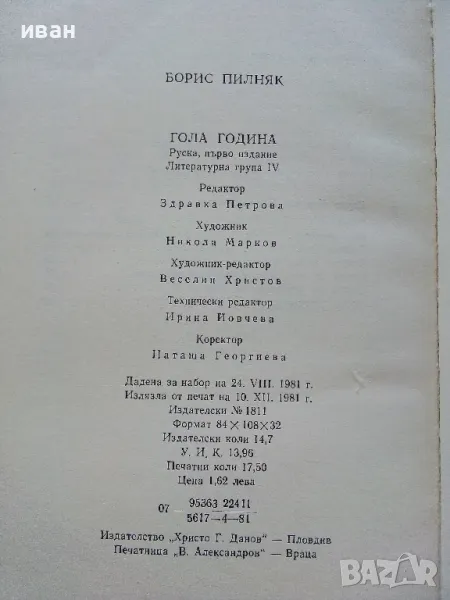 иван
БОРИС ПИЛНЯК
ГОЛА ГОДИНА
Руска, първо издание
Литературна група IV
Редактор
Здравка Петрова
Художник
Никола Марков
Художник-редактор
Веселин Христов
Технически редактор
Ирина Йовчева
Коректор
Наташа Георгиева
Дадена за набор на 24. VIII. 1981 г.
Излязла от печат на 10. XII. 1981 г.
Издателски № 1811
Формат 84×108×32
Издателски коли 14,7
У. И. К. 13,96
Печатни коли 17,50
Цена 1,62 лева
07 95363 22411
5617—4—81
Издателство „Христо Г. Данов" — Пловдив
Печатница „В. Александров" — Враца
BAZAR.bg